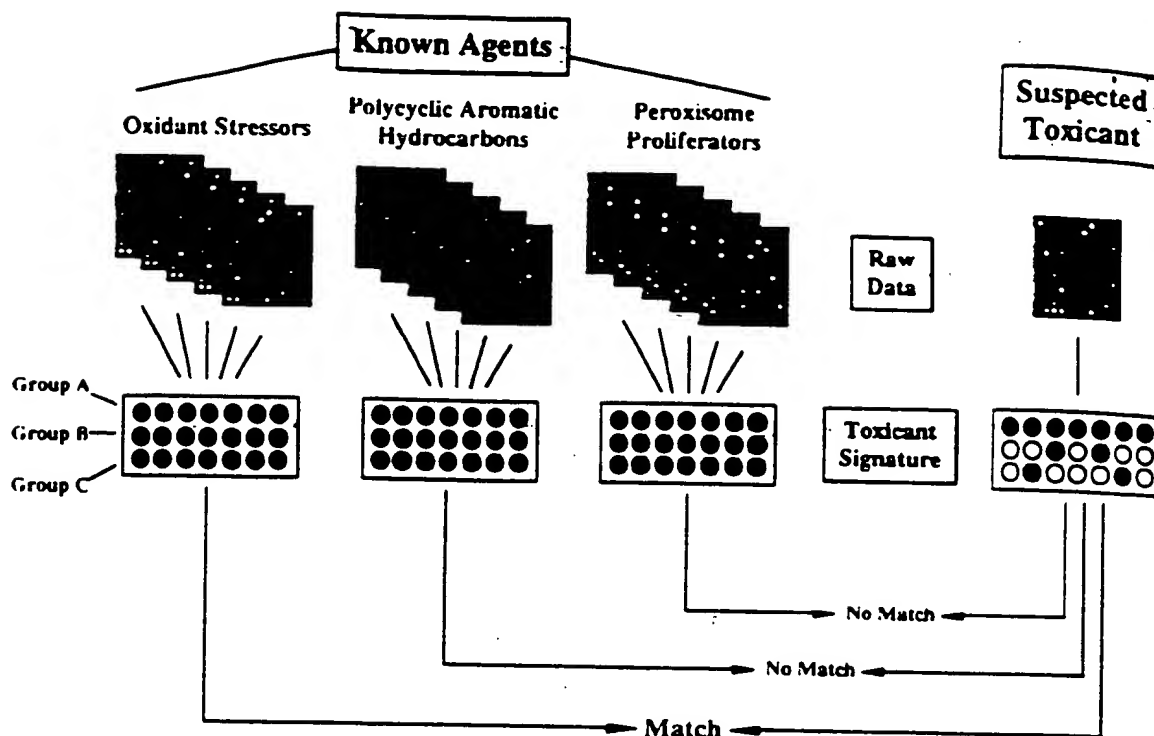 Known Agents
Suspected
Toxicant
Oxidant Stressors
Polycyclic Aromatic
Hydrocarbons
Peroxisome
Proliferators
Raw
Data
Group A
Group B
Group C
Toxicant
Signature
No Match
No Match
Match